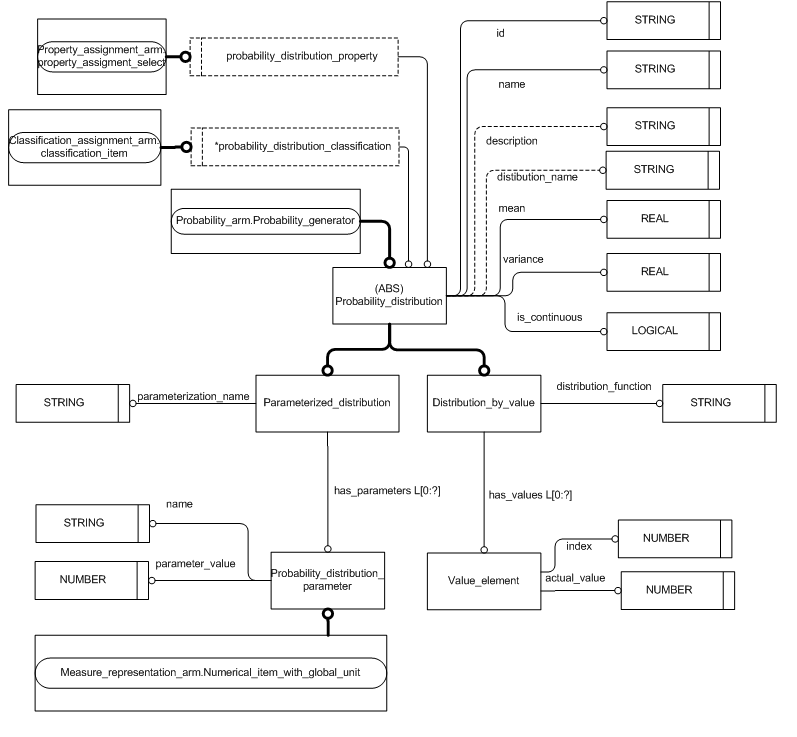 STRING
id
Property_assignment_arm.
property_assigment_select
probability_distribution_property
STRING
name
STRING
description
Classification_assignment_arm.
classification_item
*probability_distribution_classification
STRING
distibution_name
Probability_arm.Probability_generator
mean
REAL
variance
REAL
(ABS)
Probability_distribution
is_continuous
LOGICAL
STRING
parameterization_name
Parameterized_distribution
Distribution_by_value
distribution_function
STRING
has_parameters L[0:?]
has_values L[0:?]
name
STRING
index
NUMBER
parameter_value
NUMBER
Probability_distribution_
parameter
Value_element
actual_value
NUMBER
Measure_representation_arm.Numerical_item_with_global_unit